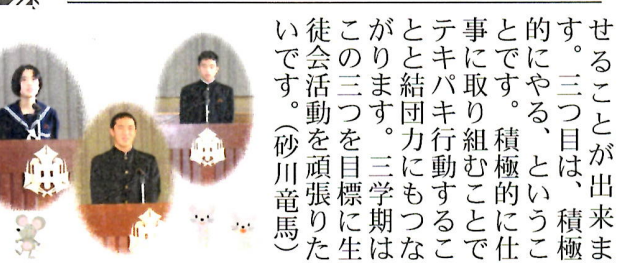 せることが出来ま
す。三つ目は、積極
的にやる、というこ
とです。積極的に仕
事に取り組むことで
テキパキ行動するこ
とと結団力にもつな
がります。三学期は
この三つを目標に生
徒会活動を頑張りた
いです。（砂川竜馬）